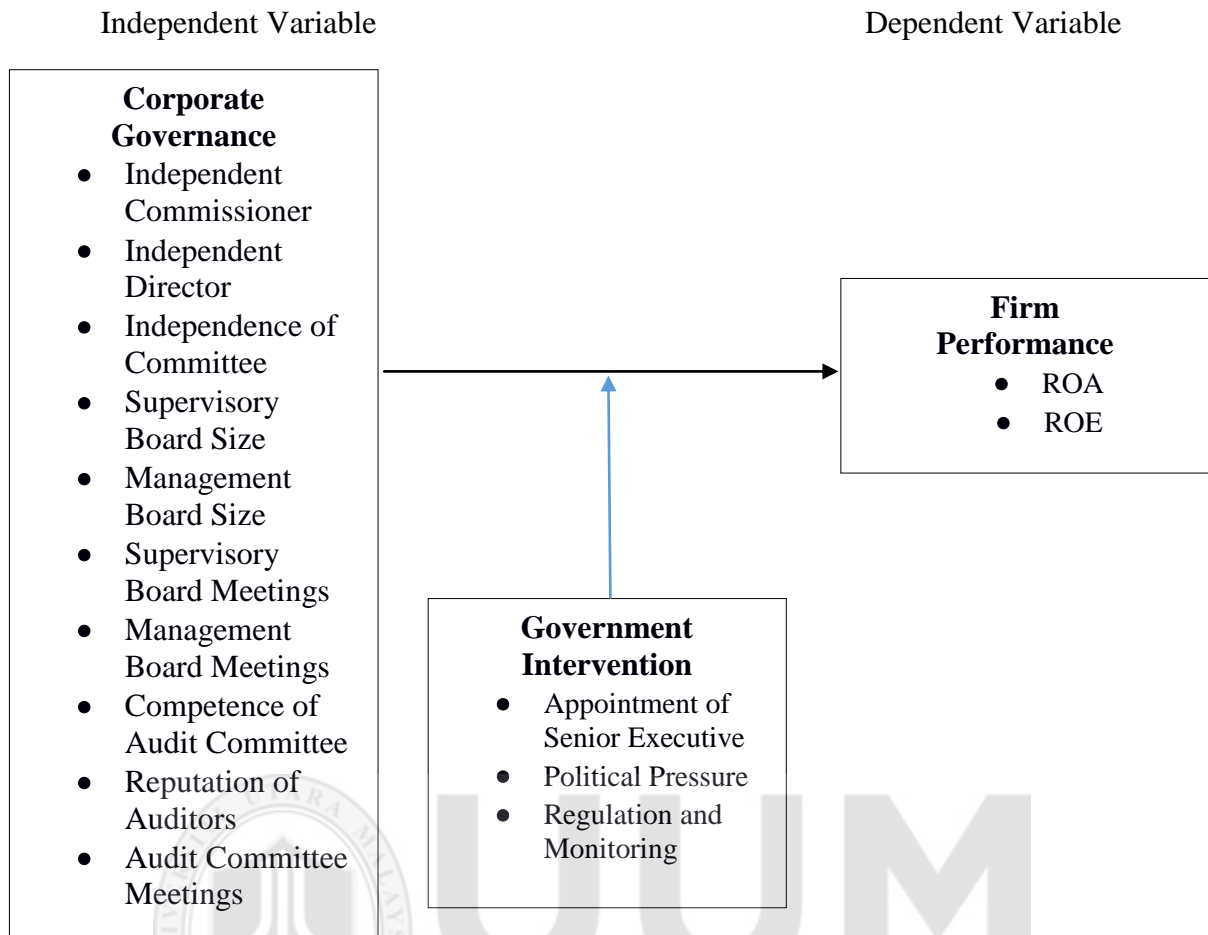 Independent Variable
Dependent Variable
Corporate
Governance
● Independent
Commissioner
● Independent
Director
● Independence of
Committee
● Supervisory
Board Size
● Management
Board Size
● Supervisory
Board Meetings
● Management
Board Meetings
● Competence of
Audit Committee
● Reputation of
Auditors
● Audit Committee
Meetings
Government
Intervention
● Appointment of
Senior Executive
● Political Pressure
● Regulation and
Monitoring
Firm
Performance
● ROA
● ROE
UTARA
UUM